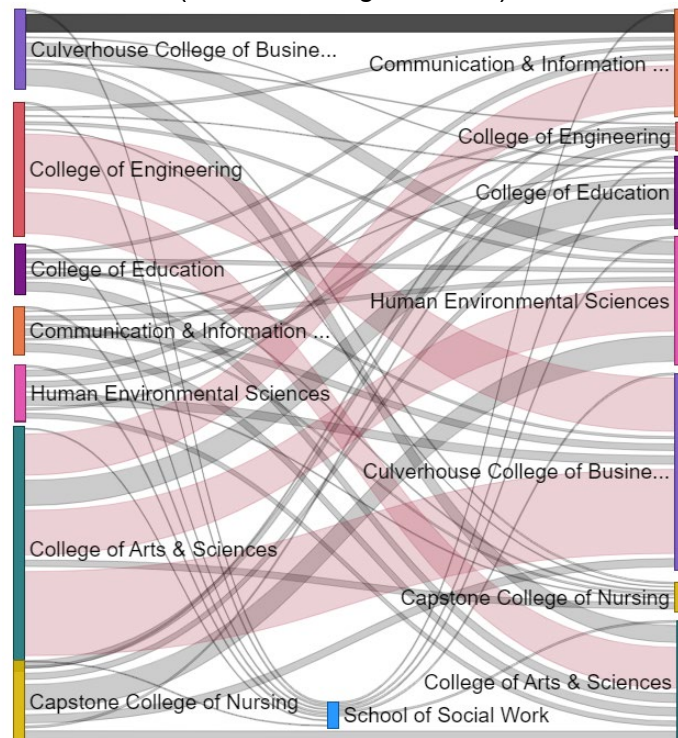 Culverhouse College of Busine...
Communication & Information ...
College of Engineering
College of Engineering
College of Education
College of Education
Human Environmental Sciences
Communication & Information ...
Human Environmental Sciences
Culverhouse College of Busine...
College of Arts & Sciences
Capstone College of Nursing
College of Arts & Sciences
Capstone College of Nursing
School of Social Work